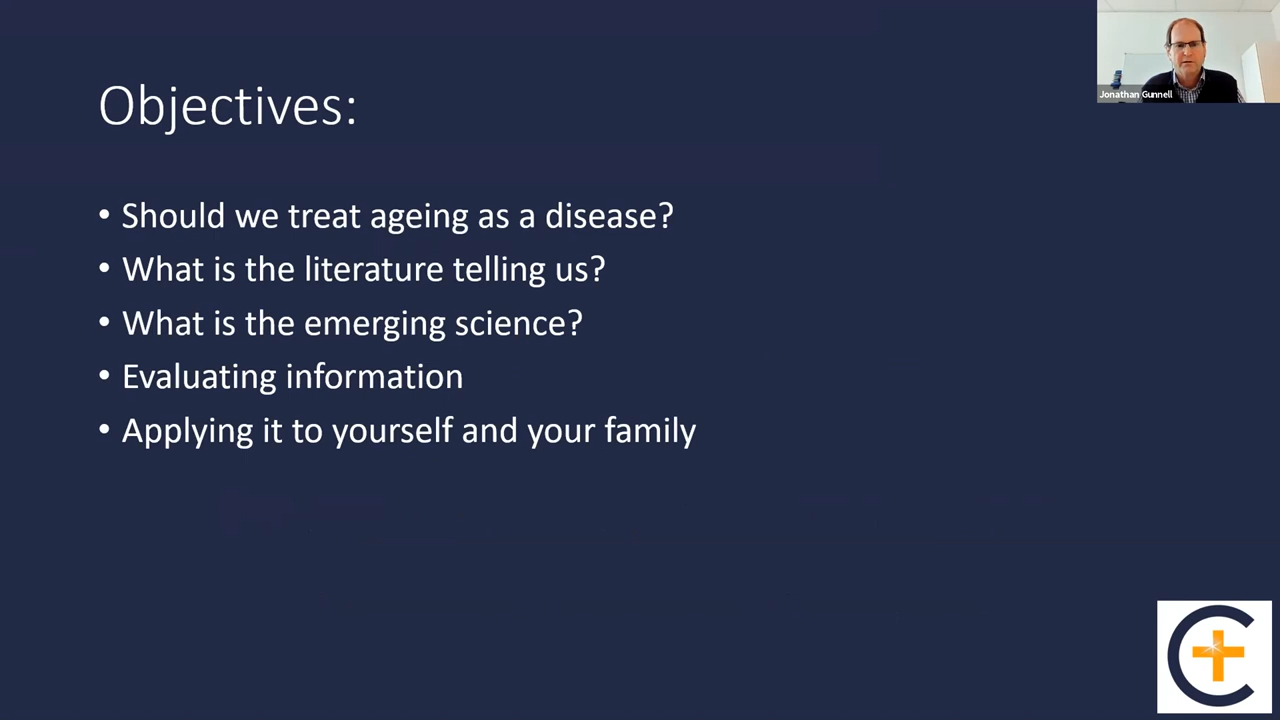 Jonathan Gunnell
Objectives:
• Should we treat ageing as a disease?
• What is the literature telling us?
• What is the emerging science?
• Evaluating information
• Applying it to yourself and your family